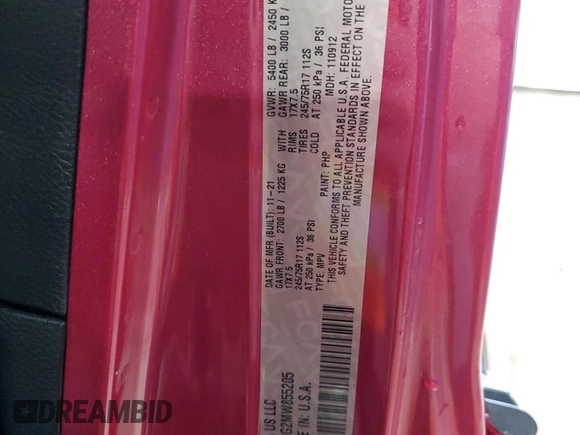 US LLC
G2MW855205
E IN: U.S.A.
DATE OF MFR (BUILT): 11-21
GVWR: 5400 LB / 2450 K
GAWR FRONT: 2700 LB / 1225 KG WITH GAWR REAR: 3000 LB /
17X7.5 RIMS 17X7.5
245/75R17 112S TIRES 245/75R17 112S
AT 250 kPa / 36 PSI COLD AT 250 kPa / 36 PSI
TYPE: MPV PAINT: PHP MDH: 110912
THIS VEHICLE CONFORMS TO ALL APPLICABLE U.S.A. FEDERAL MOTO
SAFETY AND THEFT PREVENTION STANDARDS IN EFFECT ON THE
MANUFACTURE SHOWN ABOVE.
DREAMBID